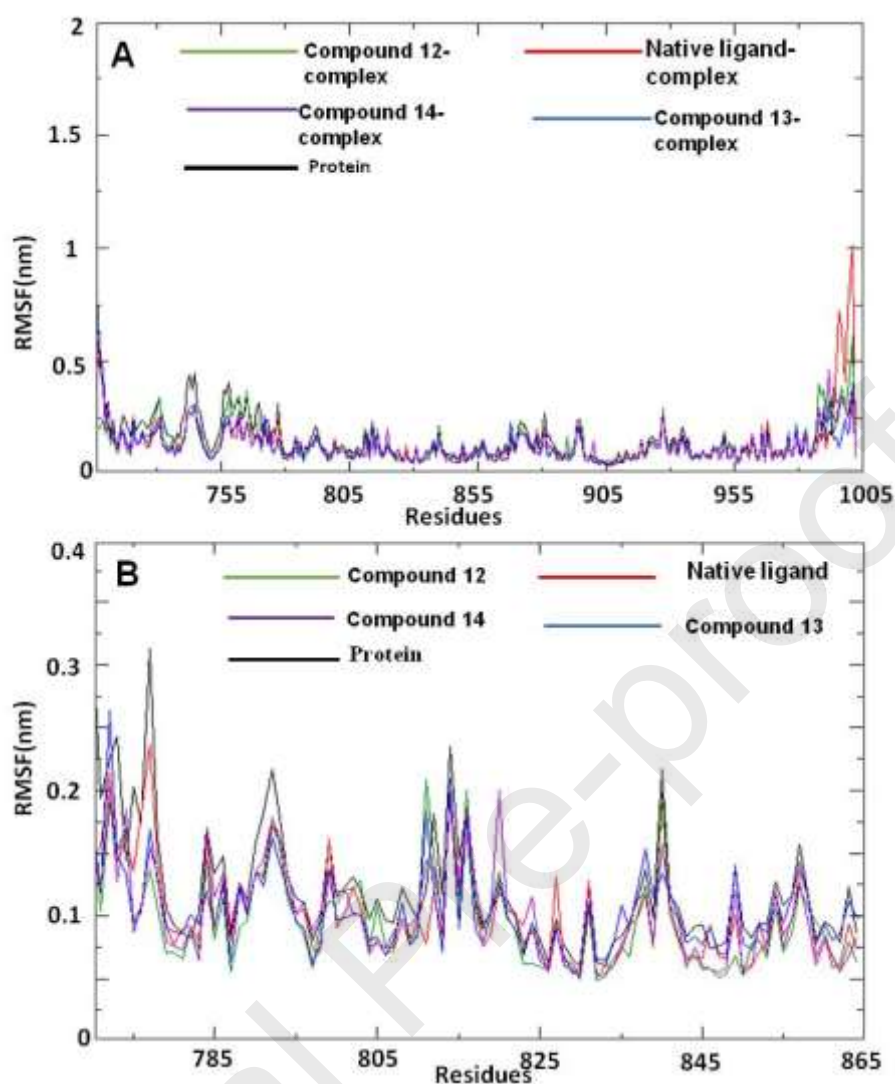 A
Compound 12-
complex
Native ligand-
complex
Compound 14-
complex
Compound 13-
complex
Protein
2
1.5
1
0.5
0
RMSF(nm)
755
805
855
905
955
1005
Residues
B
Compound 12
Native ligand
Compound 14
Compound 13
Protein
0.4
0.3
0.2
0.1
0
RMSF(nm)
785
805
825
845
865
Residues
l Pre-proof